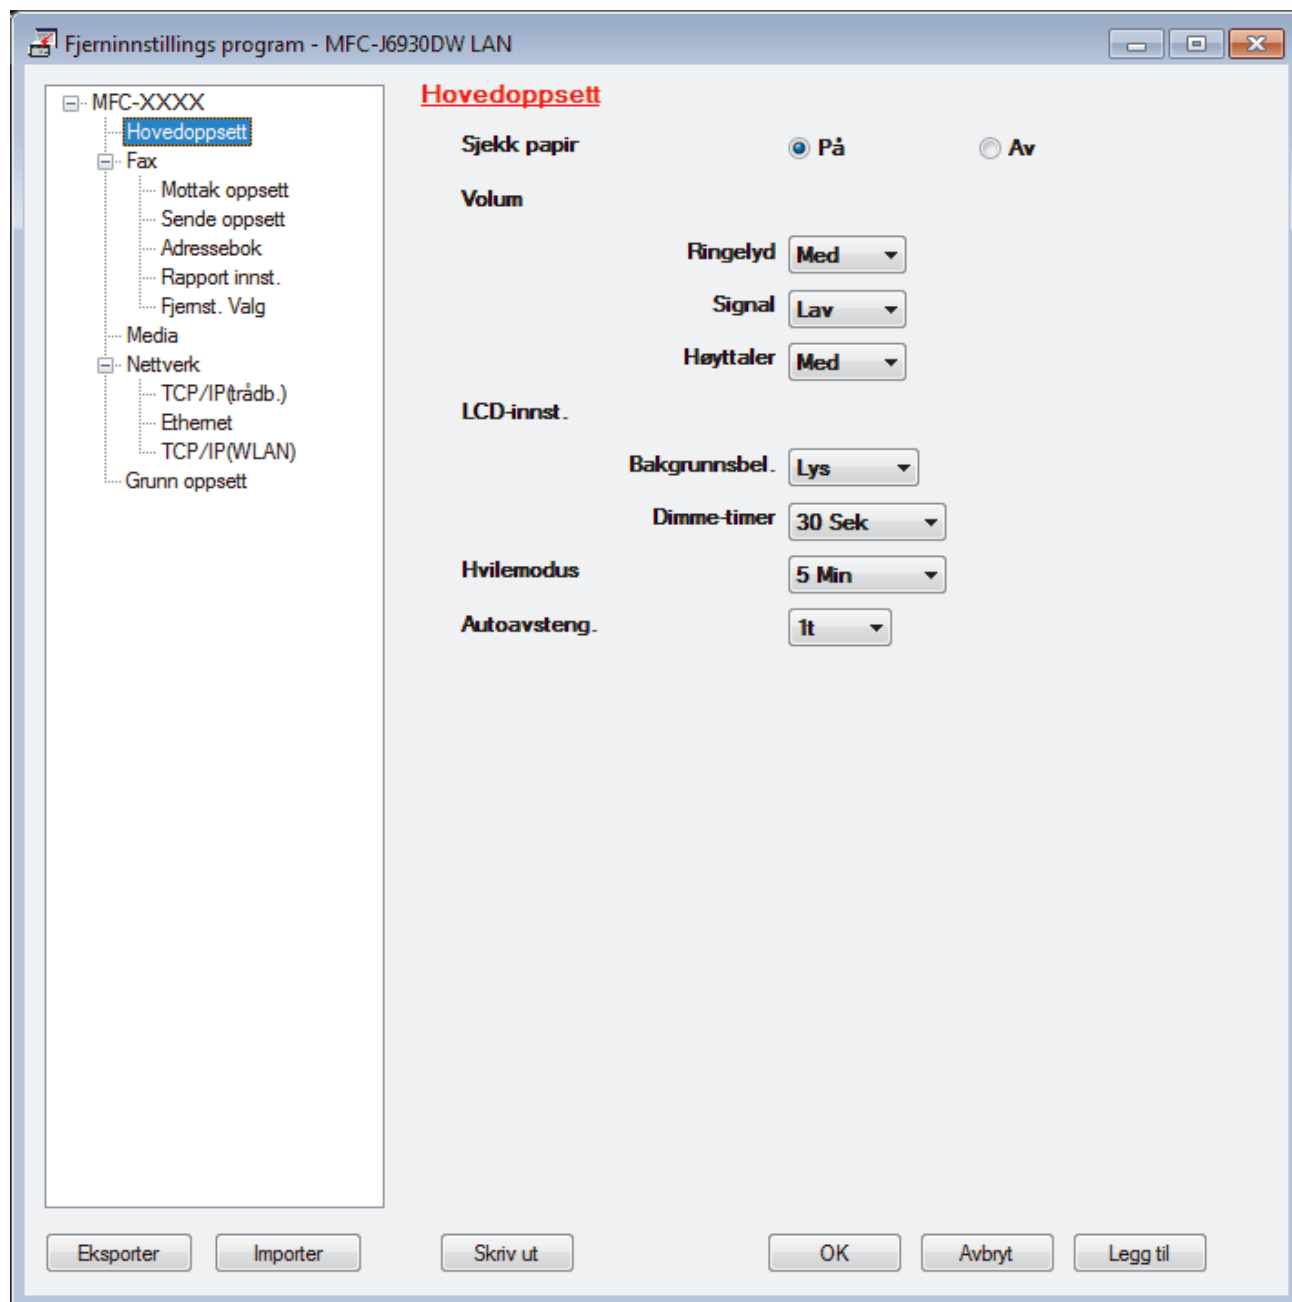 Fjerninnstillings program - MFC-J6930DW LAN
MFC-XXXX
Hovedoppsett
Fax
Mottak oppsett
Sende oppsett
Adressebok
Rapport innst.
Fjernst. Valg
Media
Nettverk
TCP/IP(trådb.)
Ethernet
TCP/IP(WLAN)
Grunn oppsett
Hovedoppsett
Sjekk papir På Av
Volum
Ringelyd Med
Signal Lav
Høyttaler Med
LCD-innst.
Bakgrunnsbel. Lys
Dimme-timer 30 Sek
Hvilemodus 5 Min
Autoavsteng. 1t
Eksporter Importer Skriv ut OK Avbryt Legg til